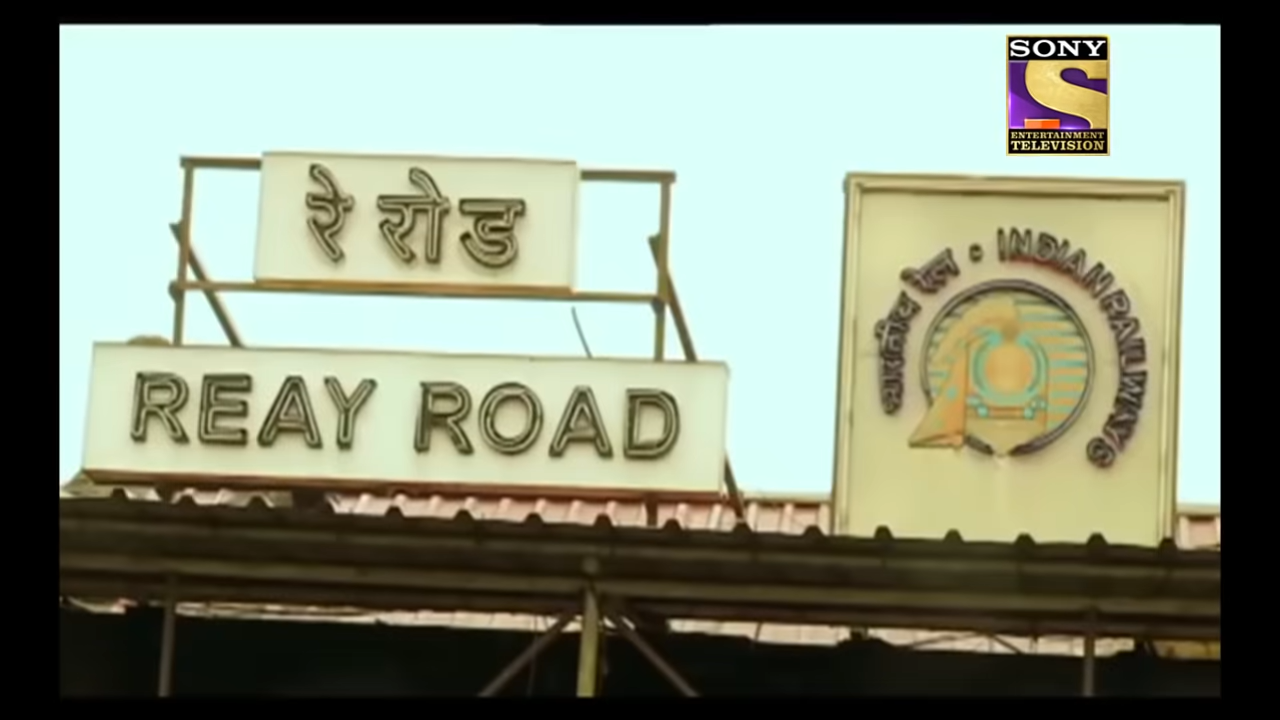 SONY
ENTERTAINMENT
TELEVISION
रे रोड
REAY ROAD
भारतीय रेल • INDIAN RAILWAYS